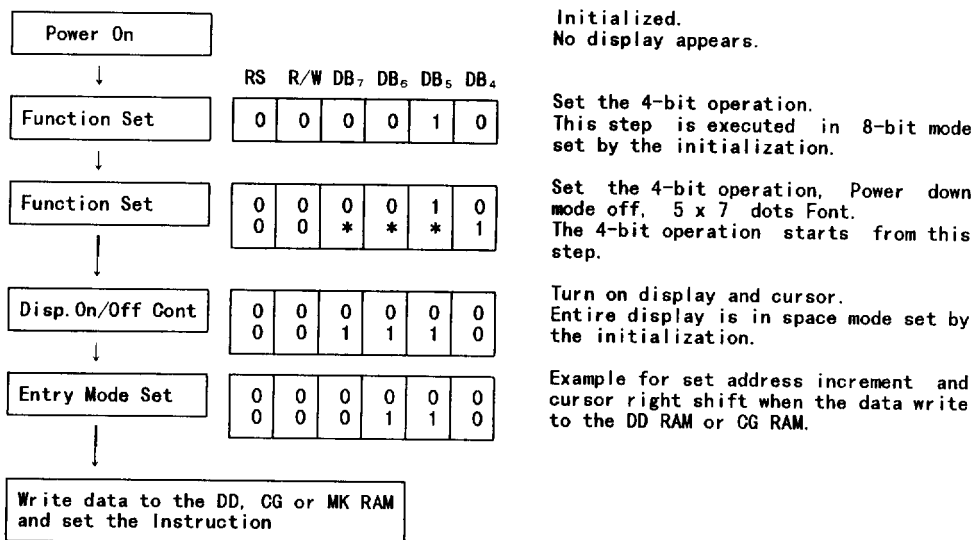 Power On
Initialized.
No display appears.
RS R/W DB₇ DB₆ DB₅ DB₄
Function Set
0 0 0 0 1 0
Set the 4-bit operation.
This step is executed in 8-bit mode
set by the initialization.
Function Set
0 0 0 0 1 0
0 0 * * * 1
Set the 4-bit operation, Power down
mode off, 5 x 7 dots Font.
The 4-bit operation starts from this
step.
Disp.On/Off Cont
0 0 0 0 0 0
0 0 1 1 1 0
Turn on display and cursor.
Entire display is in space mode set by
the initialization.
Entry Mode Set
0 0 0 0 0 0
0 0 0 1 1 0
Example for set address increment and
cursor right shift when the data write
to the DD RAM or CG RAM.
Write data to the DD, CG or MK RAM
and set the Instruction